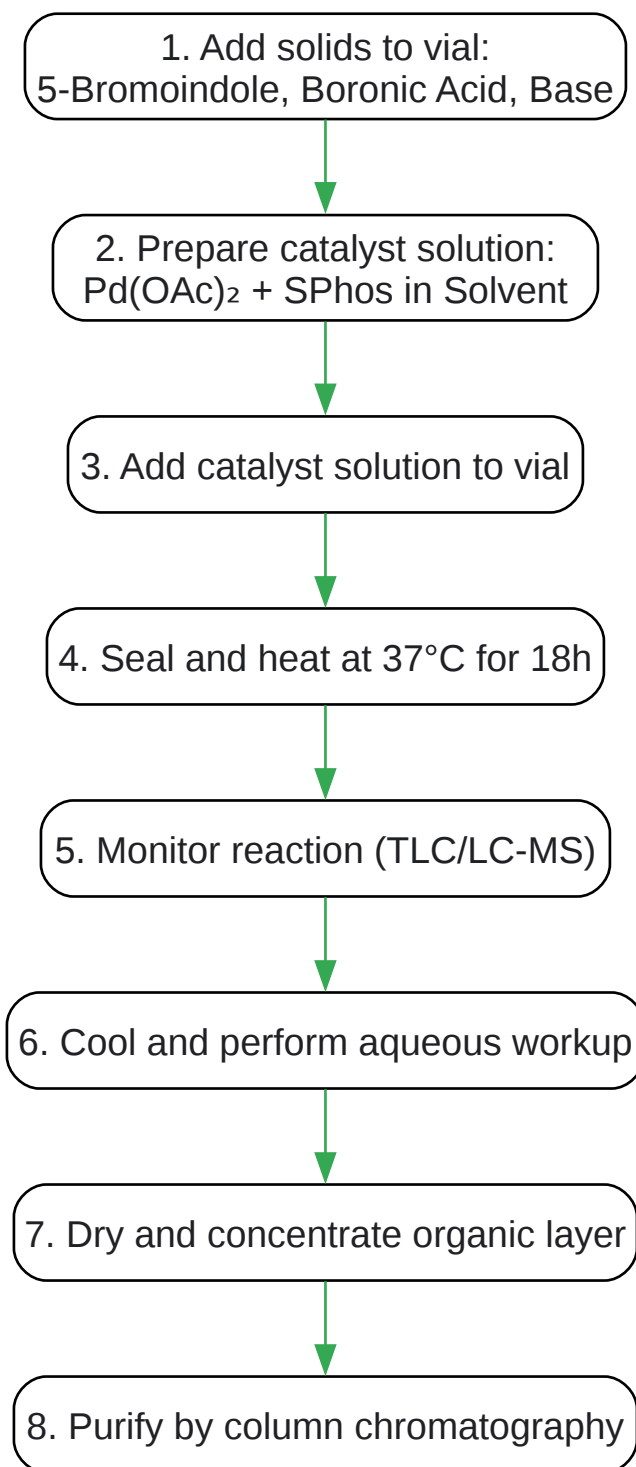 1. Add solids to vial:
5-Bromoindole, Boronic Acid, Base
2. Prepare catalyst solution:
Pd(OAc)₂ + SPhos in Solvent
3. Add catalyst solution to vial
4. Seal and heat at 37°C for 18h
5. Monitor reaction (TLC/LC-MS)
6. Cool and perform aqueous workup
7. Dry and concentrate organic layer
8. Purify by column chromatography